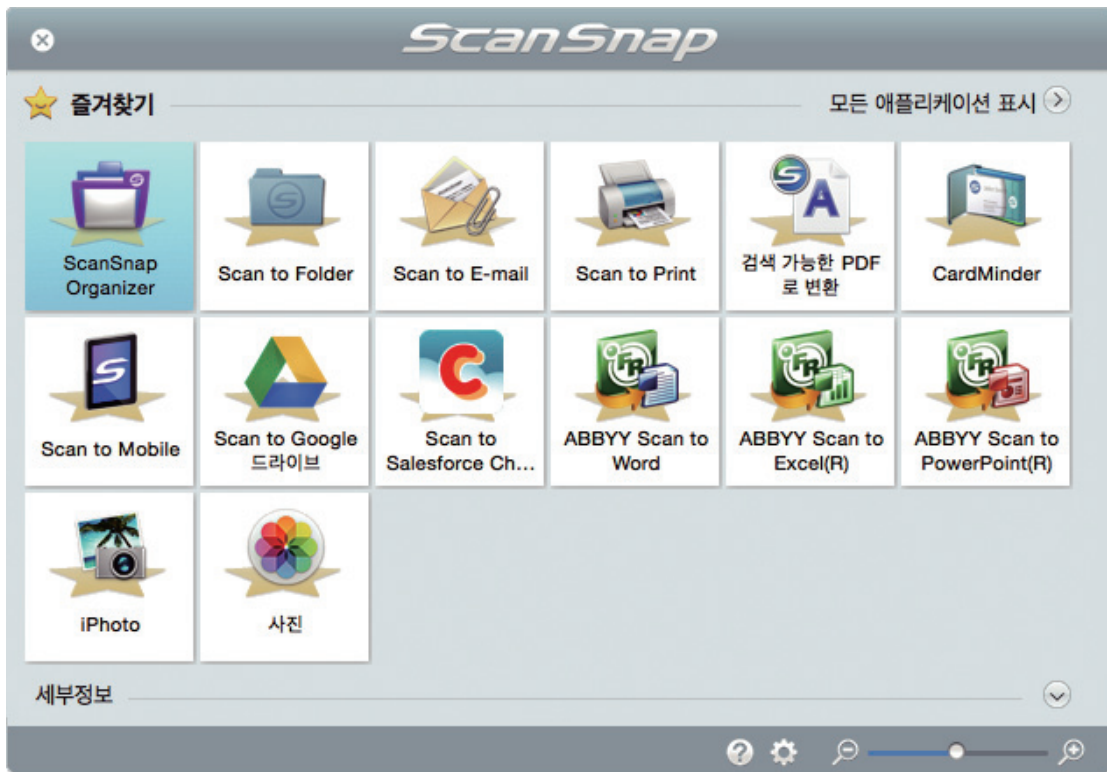 ScanSnap
즐겨찾기
모든 애플리케이션 표시
ScanSnap
Organizer
Scan to Folder
Scan to E-mail
Scan to Print
검색 가능한 PDF
로 변환
CardMinder
Scan to Mobile
Scan to Google
드라이브
Scan to
Salesforce Ch...
ABBYY Scan to
Word
ABBYY Scan to
Excel(R)
ABBYY Scan to
PowerPoint(R)
iPhoto
사진
세부정보